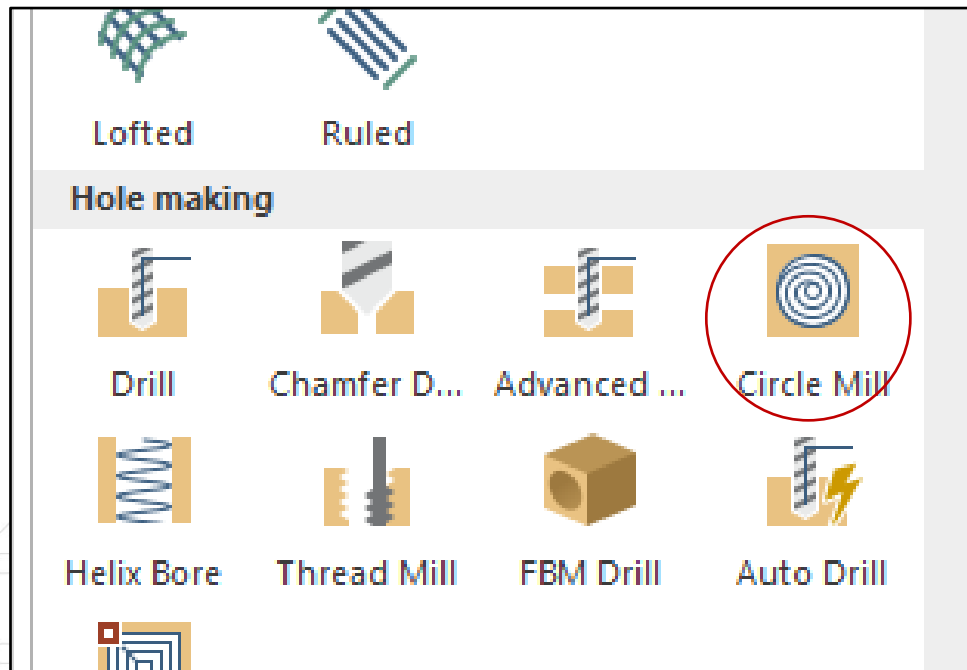 Lofted Ruled
Hole making
Drill Chamfer D... Advanced ... Circle Mill
Helix Bore Thread Mill FBM Drill Auto Drill